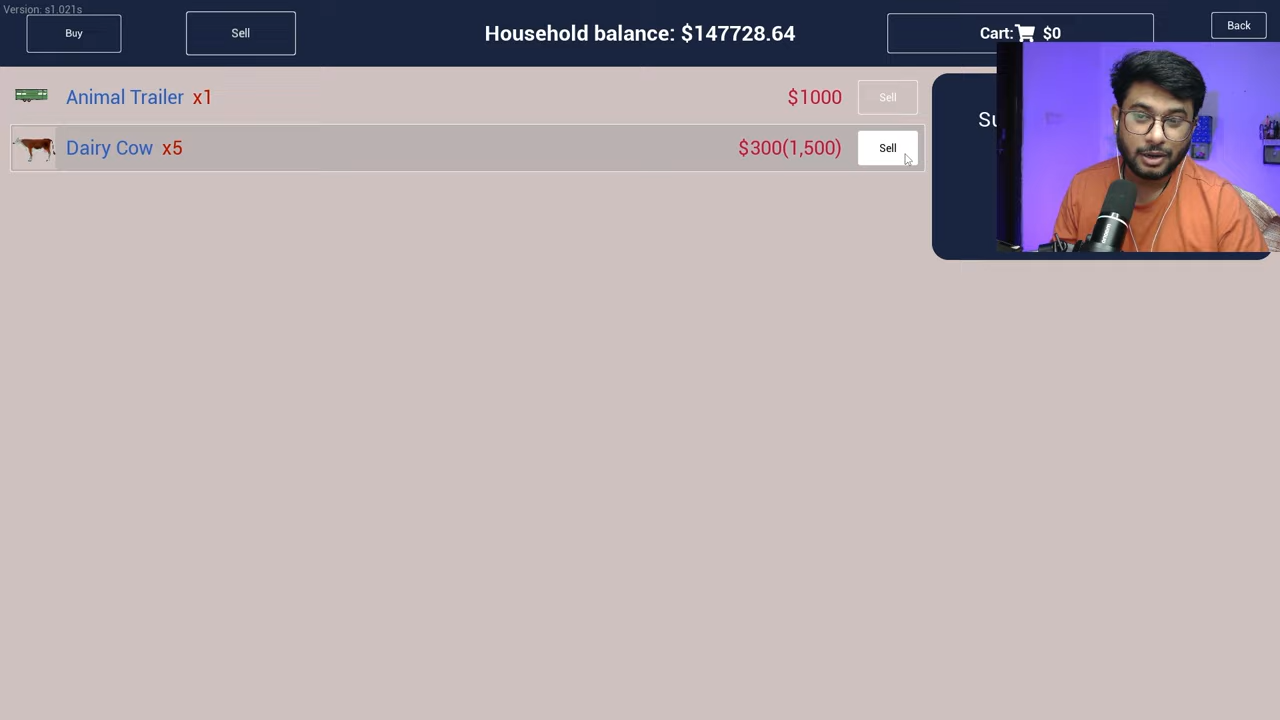 Version: s1.021s
Buy
Sell
Household balance: $147728.64
Cart: $0
Back
Animal Trailer x1
$1000
Sell
Dairy Cow x5
$300(1,500)
Sell